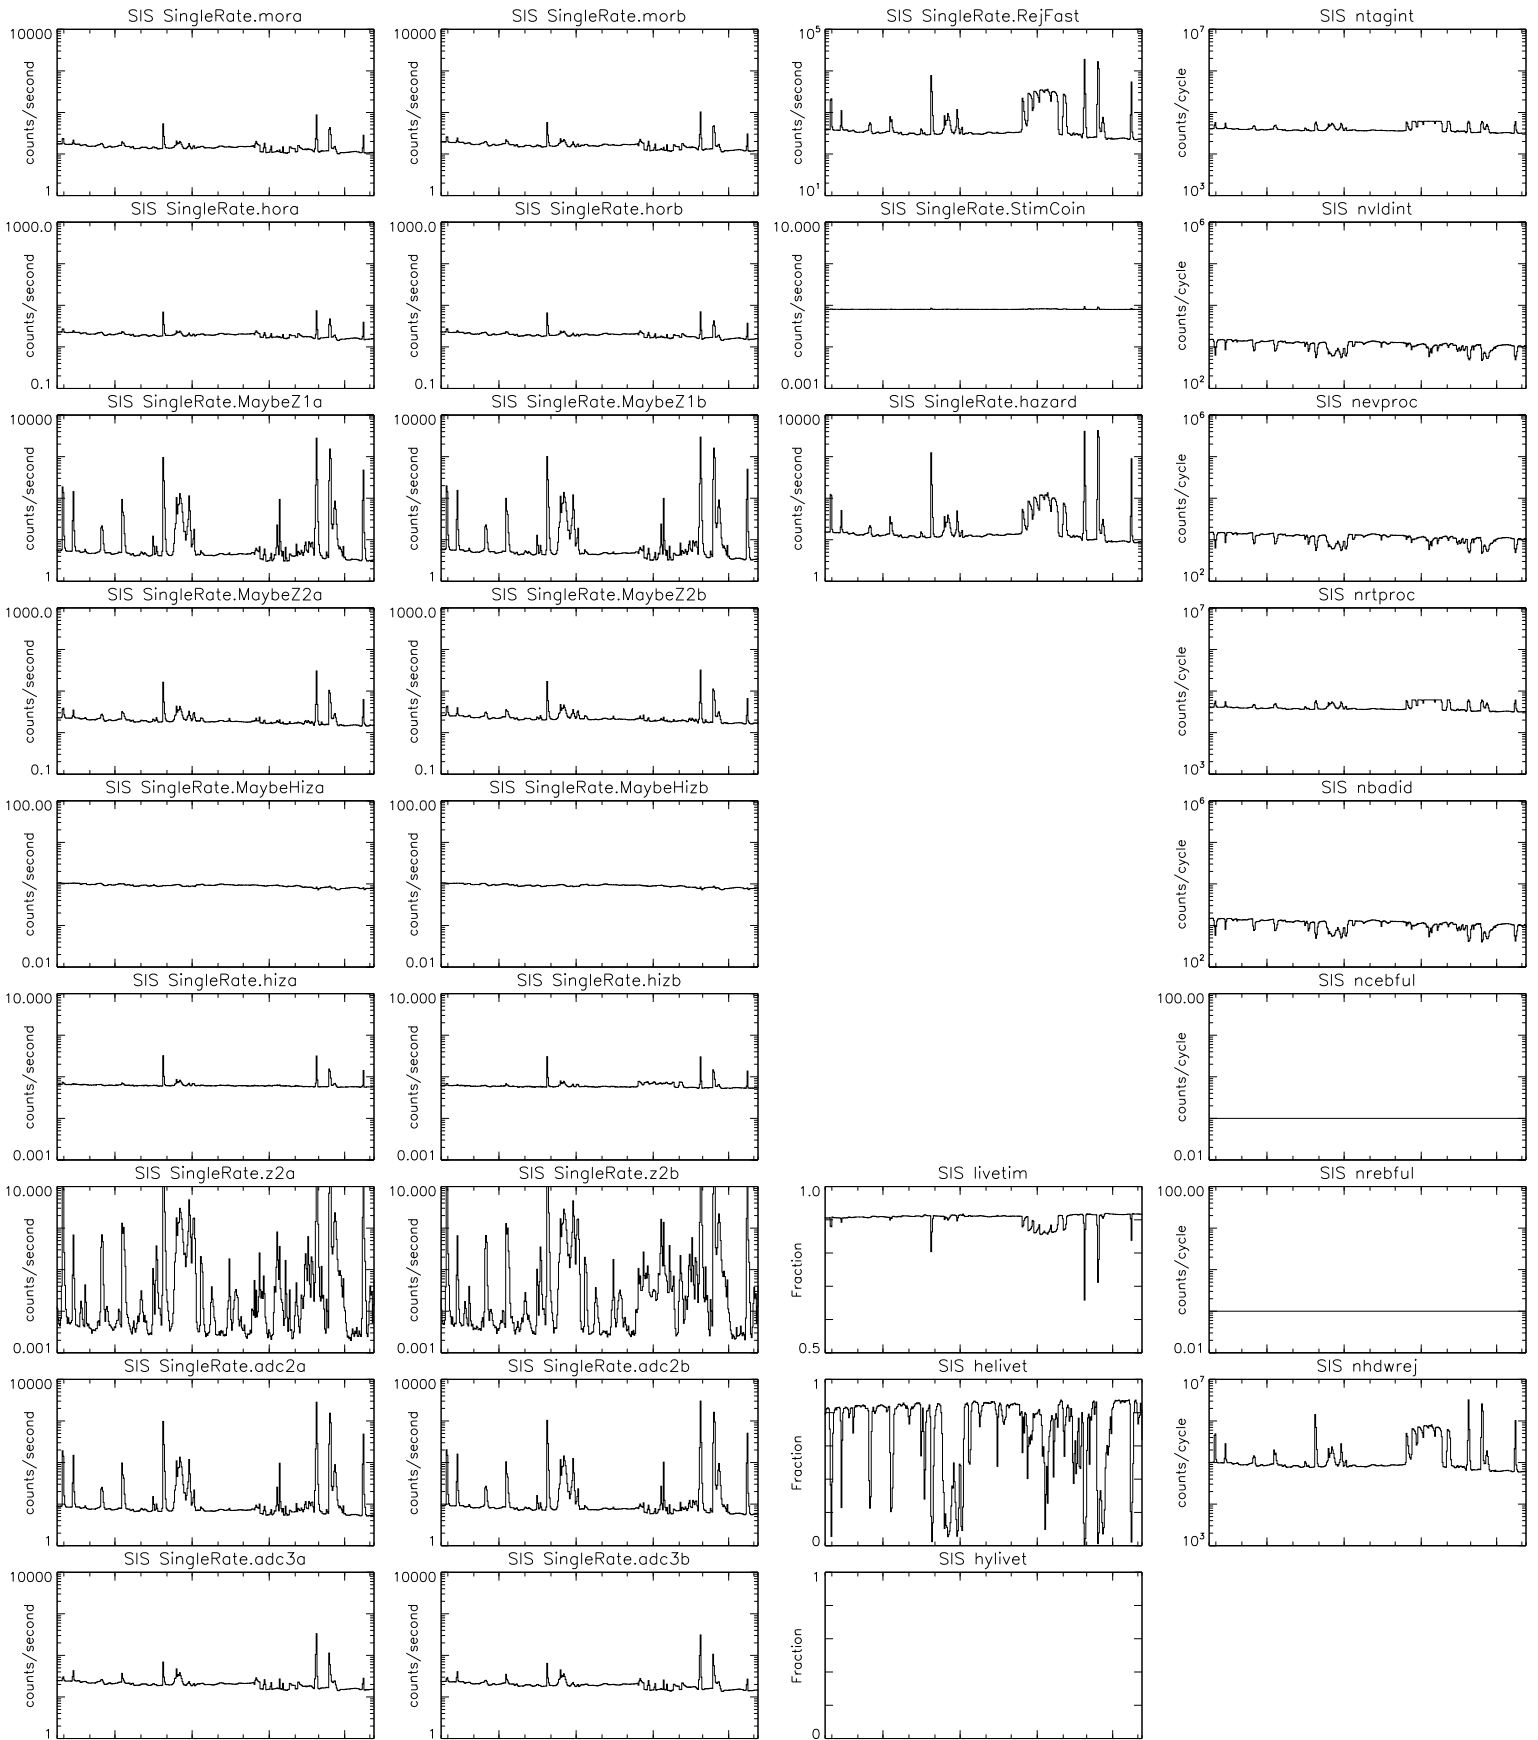 SIS SingleRate.mora
10000
counts/second
1
SIS SingleRate.morb
10000
counts/second
1
SIS SingleRate.RejFast
10^5
counts/second
10^1
SIS ntagint
10^7
counts/cycle
10^3
SIS SingleRate.hora
1000.0
counts/second
0.1
SIS SingleRate.horb
1000.0
counts/second
0.1
SIS SingleRate.StimCoin
10.000
counts/second
0.001
SIS nvldint
10^6
counts/cycle
10^2
SIS SingleRate.MaybeZ1a
10000
counts/second
1
SIS SingleRate.MaybeZ1b
10000
counts/second
1
SIS SingleRate.hazard
10000
counts/second
1
SIS nevproc
10^6
counts/cycle
10^2
SIS SingleRate.MaybeZ2a
1000.0
counts/second
0.1
SIS SingleRate.MaybeZ2b
1000.0
counts/second
0.1
SIS nrtproc
10^7
counts/cycle
10^3
SIS SingleRate.MaybeHiza
100.00
counts/second
0.01
SIS SingleRate.MaybeHizb
100.00
counts/second
0.01
SIS nbadid
10^6
counts/cycle
10^2
SIS SingleRate.hiza
10.000
counts/second
0.001
SIS SingleRate.hizb
10.000
counts/second
0.001
SIS ncebful
100.00
counts/cycle
0.01
SIS SingleRate.z2a
10.000
counts/second
0.001
SIS SingleRate.z2b
10.000
counts/second
0.001
SIS livetim
1.0
Fraction
0.5
SIS nrebful
100.00
counts/cycle
0.01
SIS SingleRate.adc2a
10000
counts/second
1
SIS SingleRate.adc2b
10000
counts/second
1
SIS helivet
1
Fraction
0
SIS nhdwrej
10^7
counts/cycle
10^3
SIS SingleRate.adc3a
10000
counts/second
1
SIS SingleRate.adc3b
10000
counts/second
1
SIS hylivet
1
Fraction
0